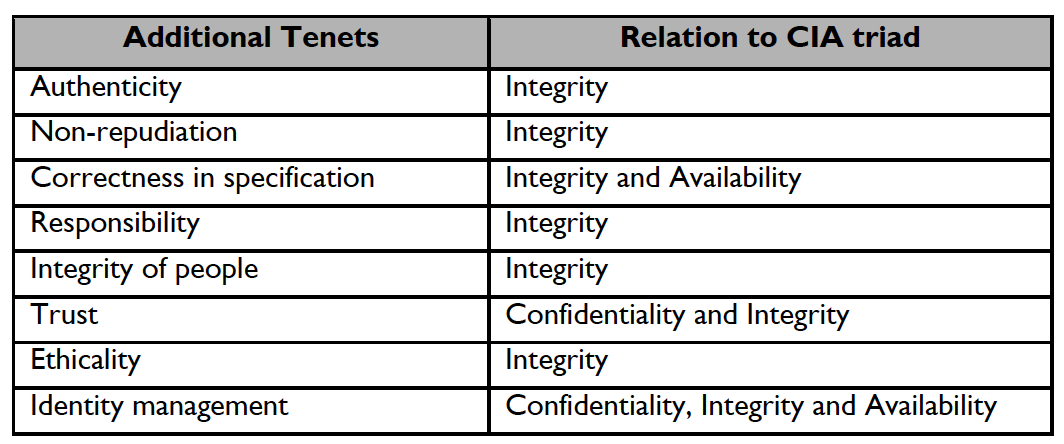 Additional Tenets Relation to CIA triad
Authenticity Integrity
Non-repudiation Integrity
Correctness in specification Integrity and Availability
Responsibility Integrity
Integrity of people Integrity
Trust Confidentiality and Integrity
Ethicality Integrity
Identity management Confidentiality, Integrity and Availability